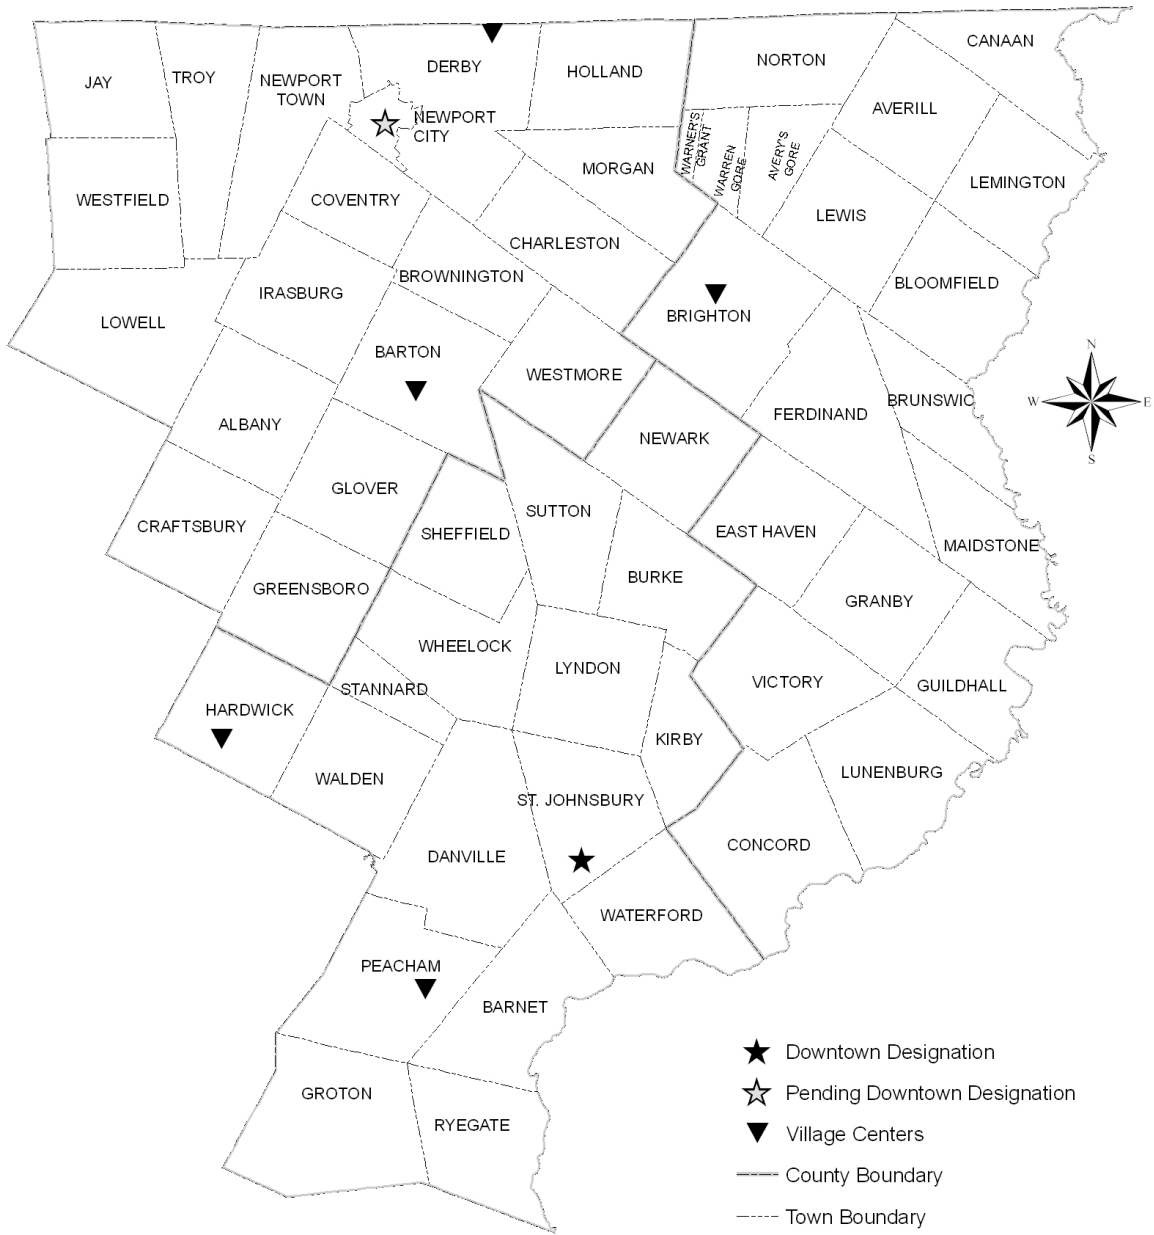 CANAAN
NORTON
DERBY
HOLLAND
JAY
TROY
NEWPORT
TOWN
AVERILL
NEWPORT
CITY
WARNER'S
GRANT
WARREN
GORE
AVERY'S
GORE
MORGAN
LEMINGTON
WESTFIELD
COVENTRY
LEWIS
CHARLESTON
BROWNINGTON
BLOOMFIELD
IRASBURG
LOWELL
BRIGHTON
N
W
E
S
BARTON
WESTMORE
BRUNSWIC
FERDINAND
ALBANY
NEWARK
GLOVER
SUTTON
CRAFTSBURY
SHEFFIELD
EAST HAVEN
MAIDSTONE
BURKE
GREENSBORO
GRANBY
WHEELOCK
LYNDON
VICTORY
GUILDHALL
STANNARD
HARDWICK
KIRBY
WALDEN
LUNENBURG
ST. JOHNSBURY
CONCORD
DANVILLE
WATERFORD
PEACHAM
BARNET
GROTON
RYEGATE
Downtown Designation
Pending Downtown Designation
Village Centers
County Boundary
Town Boundary